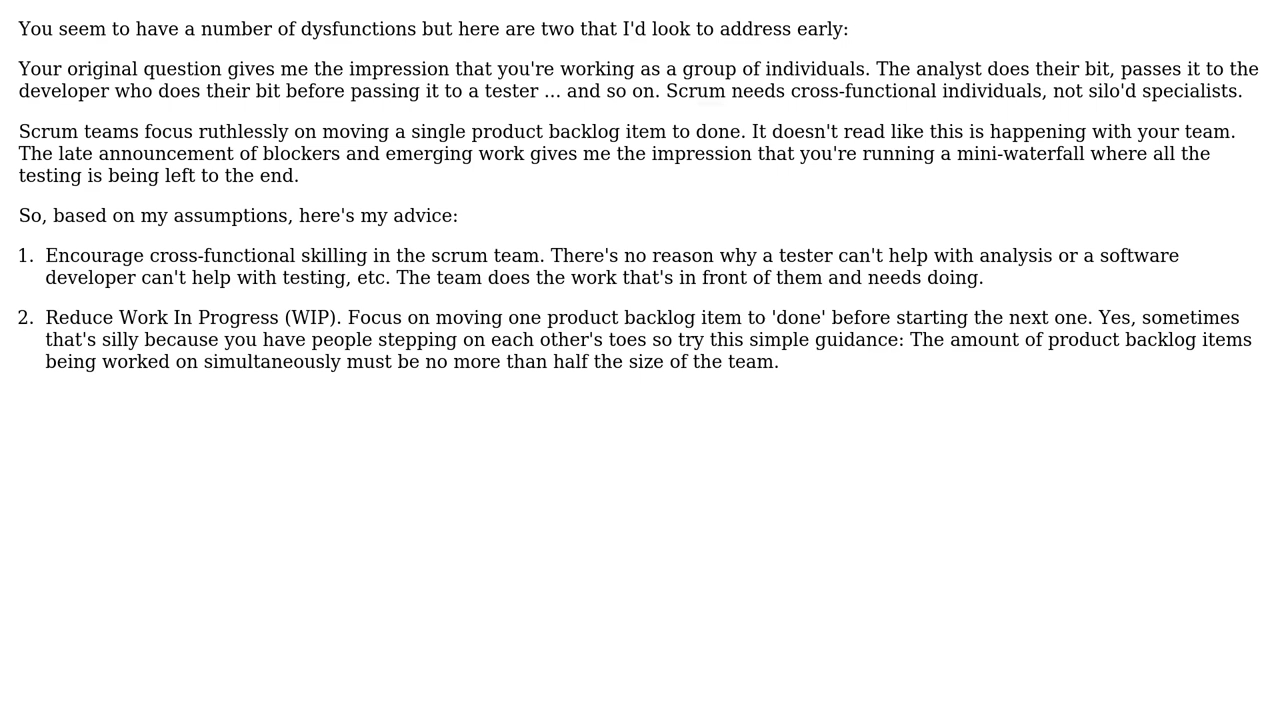 You seem to have a number of dysfunctions but here are two that I'd look to address early:
Your original question gives me the impression that you're working as a group of individuals. The analyst does their bit, passes it to the
developer who does their bit before passing it to a tester ... and so on. Scrum needs cross-functional individuals, not silo'd specialists.
Scrum teams focus ruthlessly on moving a single product backlog item to done. It doesn't read like this is happening with your team.
The late announcement of blockers and emerging work gives me the impression that you're running a mini-waterfall where all the
testing is being left to the end.
So, based on my assumptions, here's my advice:
1. Encourage cross-functional skilling in the scrum team. There's no reason why a tester can't help with analysis or a software
developer can't help with testing, etc. The team does the work that's in front of them and needs doing.
2. Reduce Work In Progress (WIP). Focus on moving one product backlog item to 'done' before starting the next one. Yes, sometimes
that's silly because you have people stepping on each other's toes so try this simple guidance: The amount of product backlog items
being worked on simultaneously must be no more than half the size of the team.